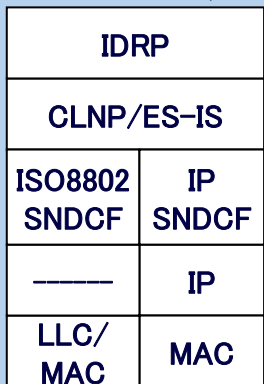 IDRP
CLNP/ES-IS
ISO8802 IP
SNDCF SNDCF
------ IP
LLC/ MAC
MAC